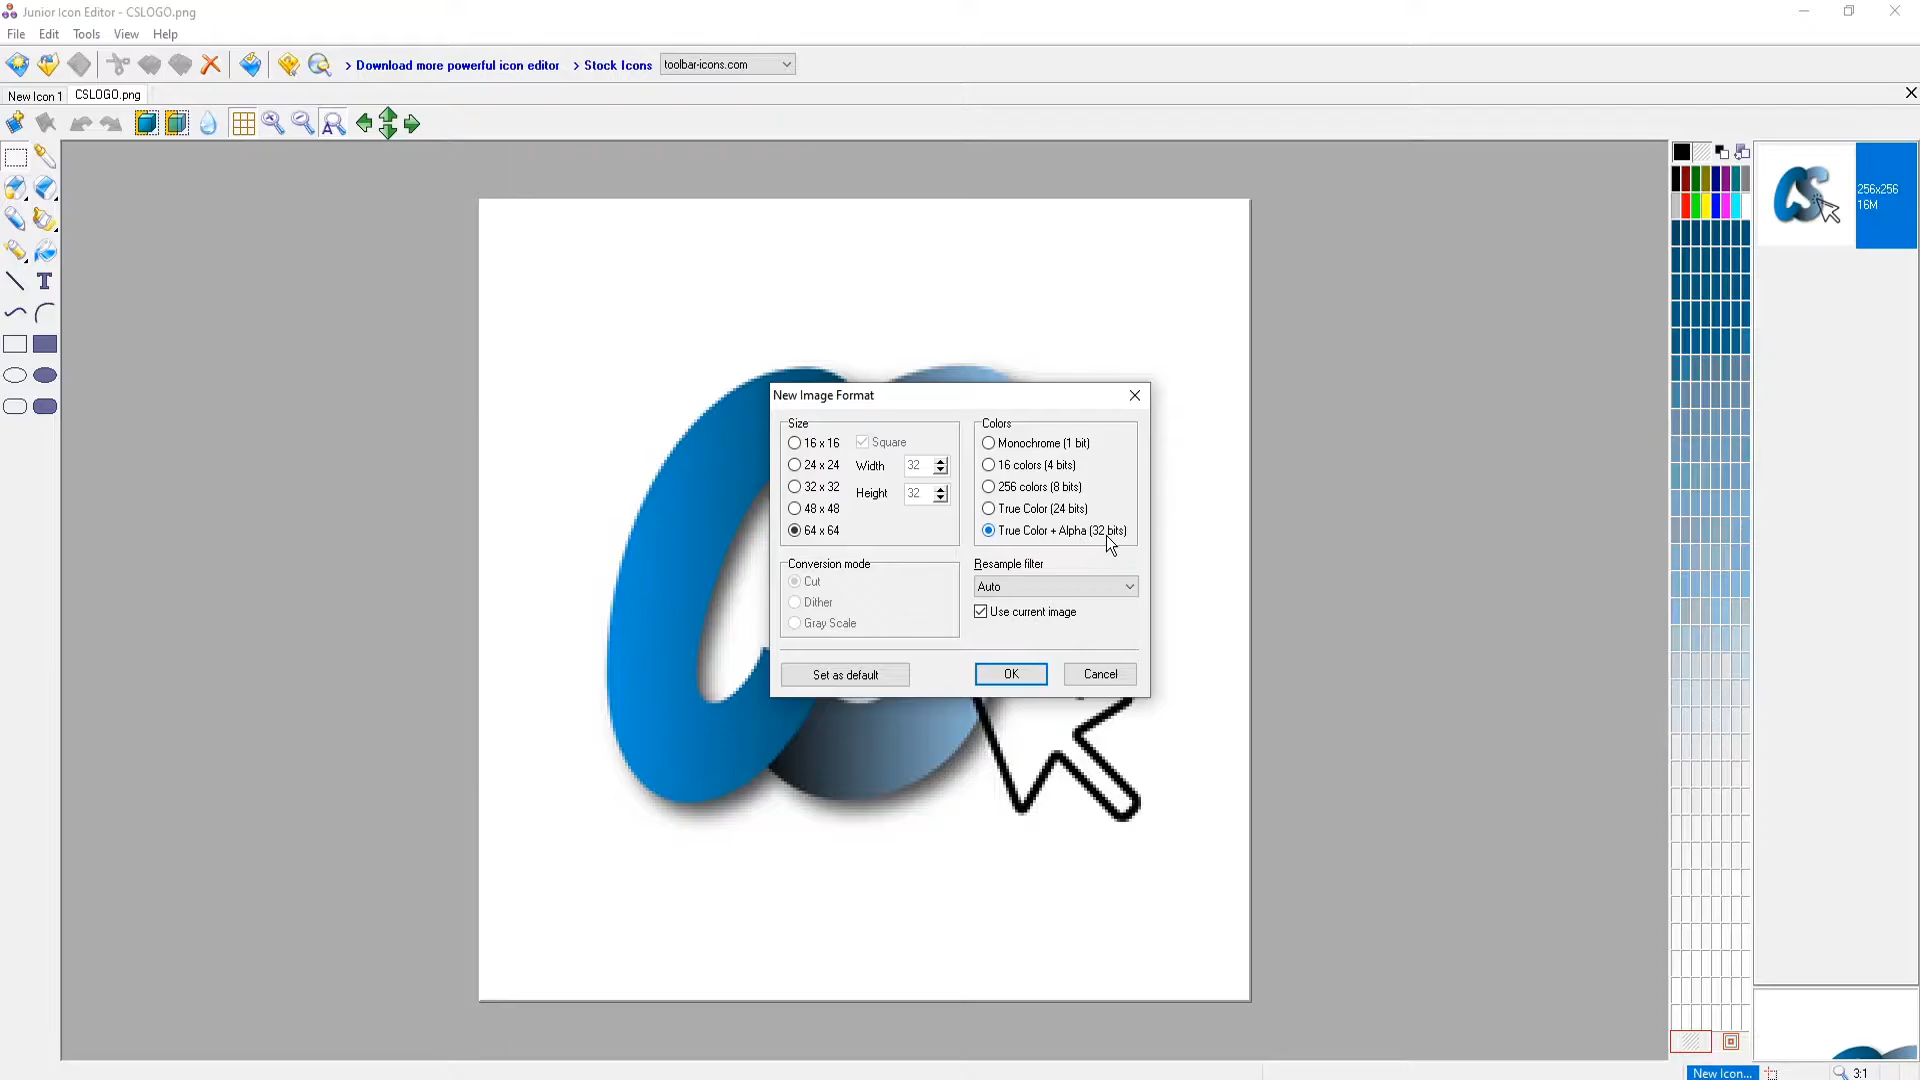 Junior Icon Editor - CSLOGO.png
File Edit Tools View Help
> Download more powerful icon editor > Stock Icons toolbar-icons.com
New Icon 1 CSLOGO.png
256x256
16M
New Image Format
Size
16 x 16
24 x 24
32 x 32
48 x 48
64 x 64
Square
Width 32
Height 32
Colors
Monochrome (1 bit)
16 colors (4 bits)
256 colors (8 bits)
True Color (24 bits)
True Color + Alpha (32 bits)
Conversion mode
Cut
Dither
Gray Scale
Resample filter
Auto
Use current image
Set as default
OK
Cancel
New Icon...
3:1